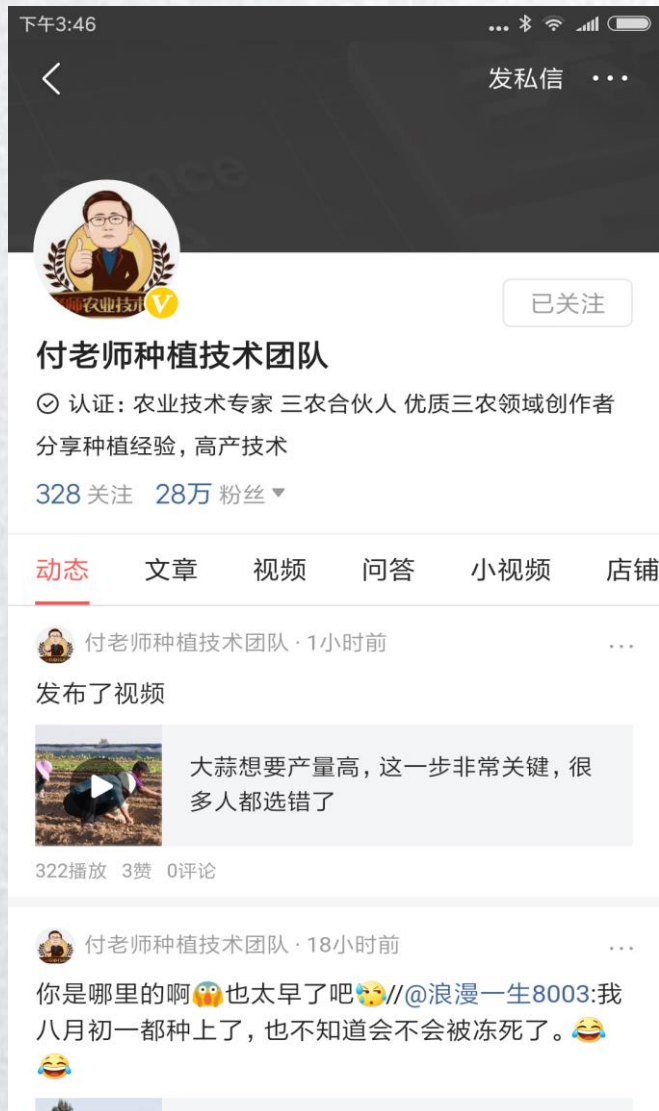 下午3:46
发私信
师农业技
已关注
付老师种植技术团队
认证：农业技术专家 三农合伙人 优质三农领域创作者
分享种植经验，高产技术
328 关注 28万 粉丝
动态 文章 视频 问答 小视频 店铺
付老师种植技术团队 · 1小时前
发布了视频
大蒜想要产量高，这一步非常关键，很
多人都选错了
322播放 3赞 0评论
付老师种植技术团队 · 18小时前
你是哪里的啊😱也太早了吧😥//@浪漫一生8003:我
八月初一都种上了，也不知道会不会被冻死了。😂
😂